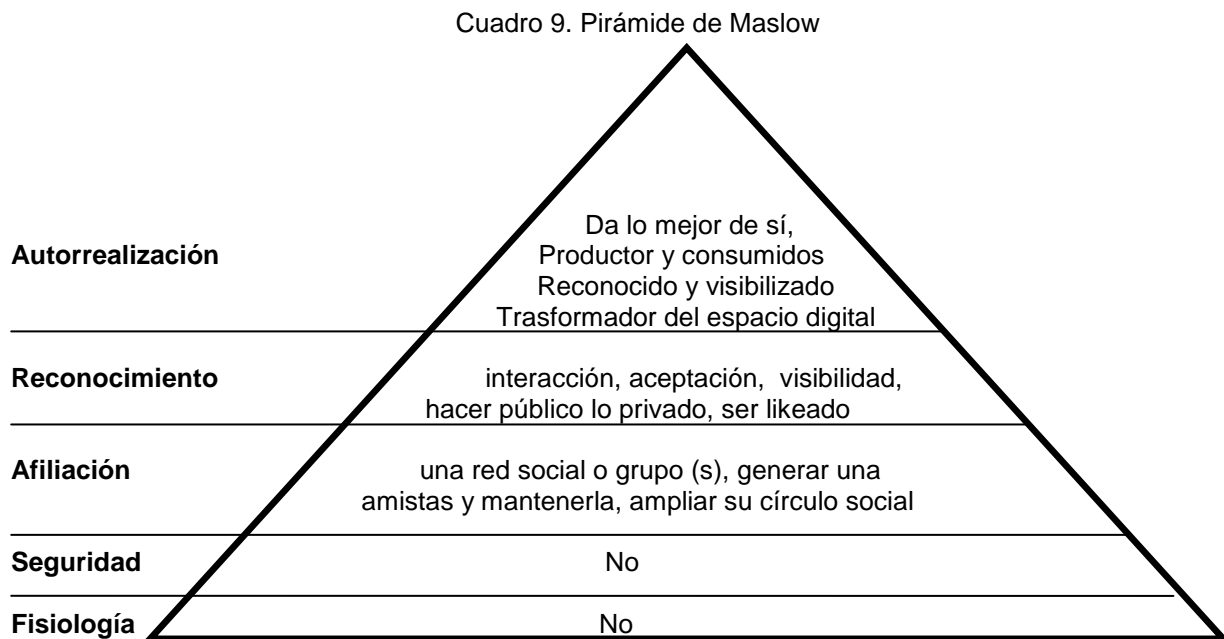 Cuadro 9. Pirámide de Maslow
Da lo mejor de sí,
Autorrealización
Productor y consumidos
Reconocido y visibilizado
Trasformador del espacio digital
Reconocimiento
interacción, aceptación, visibilidad,
hacer público lo privado, ser likeado
Afiliación
una red social o grupo (s), generar una
amistas y mantenerla, ampliar su círculo social
Seguridad
No
Fisiología
No